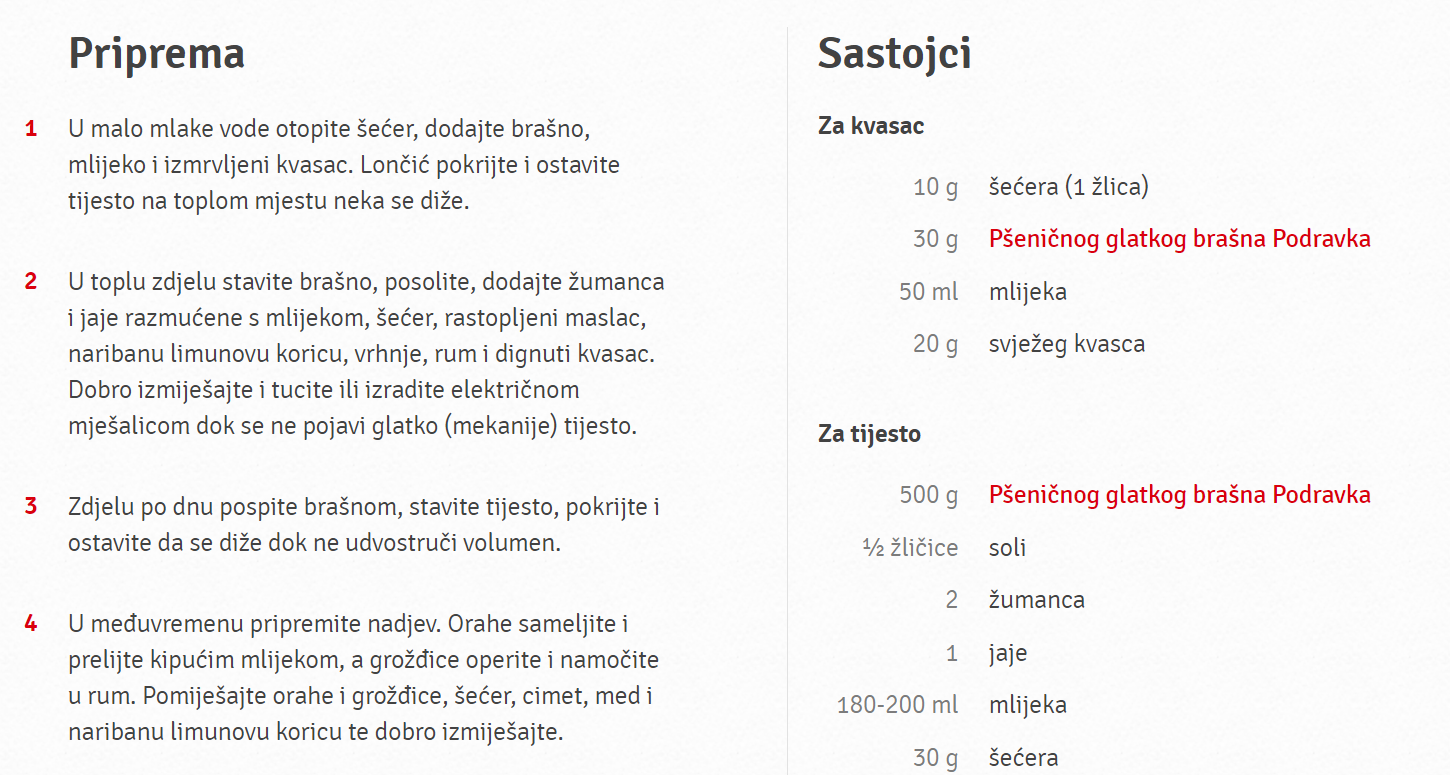 Priprema
1 U malo mlake vode otopite šećer, dodajte brašno,
mlijeko i izmrvljeni kvasac. Lončić pokrijte i ostavite
tijesto na toplom mjestu neka se diže.
2 U toplu zdjelu stavite brašno, posolite, dodajte žumanca
i jaje razmućene s mlijekom, šećer, rastopljeni maslac,
naribanu limunovu koricu, vrhnje, rum i dignuti kvasac.
Dobro izmiješajte i tucite ili izradite električnom
mješalicom dok se ne pojavi glatko (mekanije) tijesto.
3 Zdjelu po dnu pospite brašnom, stavite tijesto, pokrijte i
ostavite da se diže dok ne udvostruči volumen.
4 U međuvremenu pripremite nadjev. Orahe sameljite i
prelijte kipućim mlijekom, a grožđice operite i namočite
u rum. Pomiješajte orahe i grožđice, šećer, cimet, med i
naribanu limunovu koricu te dobro izmiješajte.
Sastojci
Za kvasac
10 g šećera (1 žlica)
30 g Pšeničnog glatkog brašna Podravka
50 ml mlijeka
20 g svježeg kvasca
Za tijesto
500 g Pšeničnog glatkog brašna Podravka
½ žličice soli
2 žumanca
1 jaje
180-200 ml mlijeka
30 g šećera